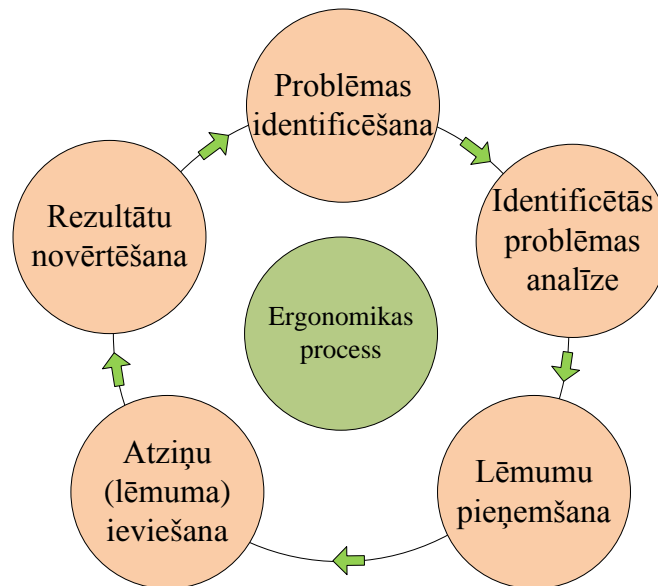 Problēmas
identificēšana
Identificētās
problēmas
analīze
Lēmumu
pieņemšana
Atziņu
(lēmuma)
ieviešana
Rezultātu
novērtēšana
Ergonomikas
process